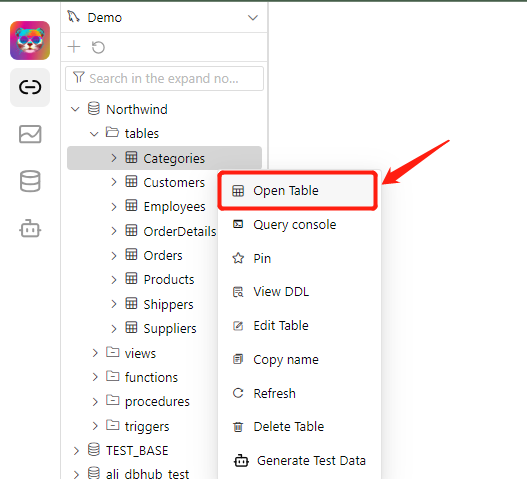 Demo
Search in the expand no...
Northwind
tables
Categories
Customers
Employees
OrderDetails
Orders
Products
Shippers
Suppliers
views
functions
procedures
triggers
TEST_BASE
ali_dbhub_test
Open Table
Query console
Pin
View DDL
Edit Table
Copy name
Refresh
Delete Table
Generate Test Data